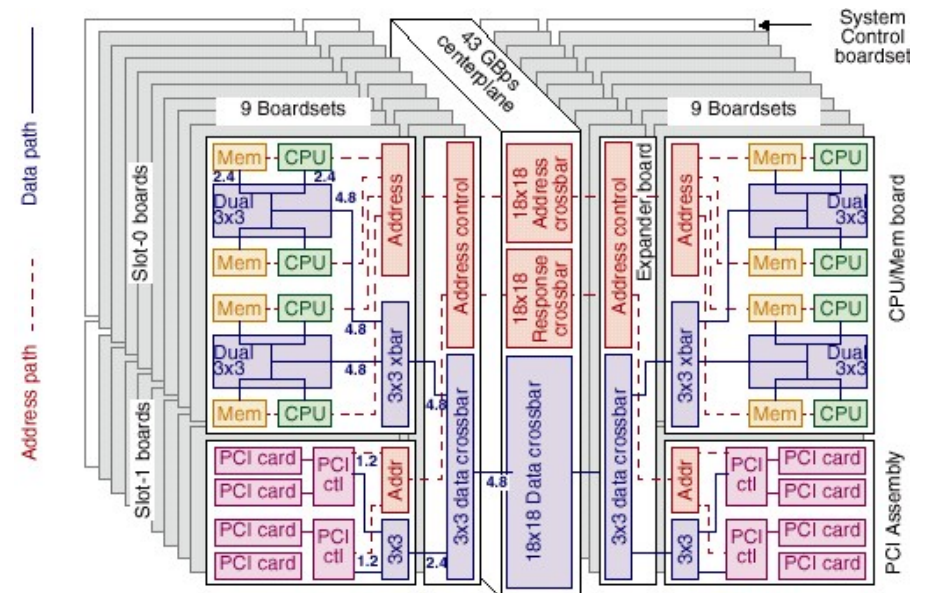 System
Control
boardset
43 GBps
centerplane
9 Boardsets
9 Boardsets
Data path
Address path
Slot-0 boards
Slot-1 boards
Mem
CPU
2.4
2.4
Dual
3x3
4.8
Mem
CPU
Mem
CPU
4.8
Dual
3x3
4.8
Mem
CPU
Address
3x3 xbar
4.8
Address control
3x3 data crossbar
PCI card
PCI card
PCI
ctl
1.2
Addr
PCI card
PCI card
PCI
ctl
1.2
3x3
2.4
4.8
18x18
Address
crossbar
18x18
Response
crossbar
18x18 Data crossbar
Address control
3x3 data crossbar
Expander board
Address
3x3 xbar
Mem
CPU
Dual
3x3
Mem
CPU
Mem
CPU
Dual
3x3
Mem
CPU
Addr
3x3
PCI
ctl
PCI card
PCI card
PCI
ctl
PCI card
PCI card
CPU/Mem board
PCI Assembly